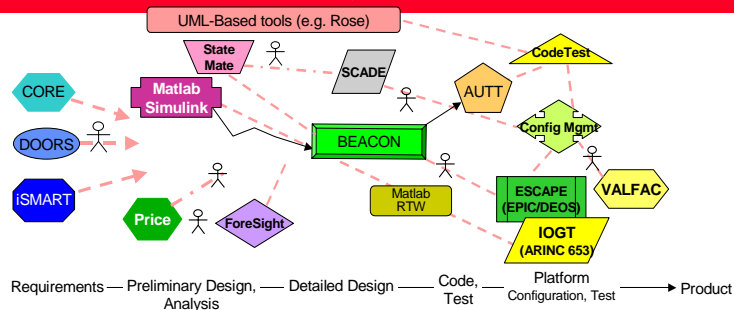 UML-Based tools (e.g. Rose)
State
Mate
CodeTest
SCADE
CORE
Matlab
Simulink
AUTT
DOORS
BEACON
Config Mgmt
iSMART
Price
ForeSight
Matlab
RTW
ESCAPE
(EPIC/DEOS)
VALFAC
IOGT
(ARINC 653)
Requirements
Preliminary Design,
Analysis
Detailed Design
Code,
Test
Platform
Configuration, Test
Product